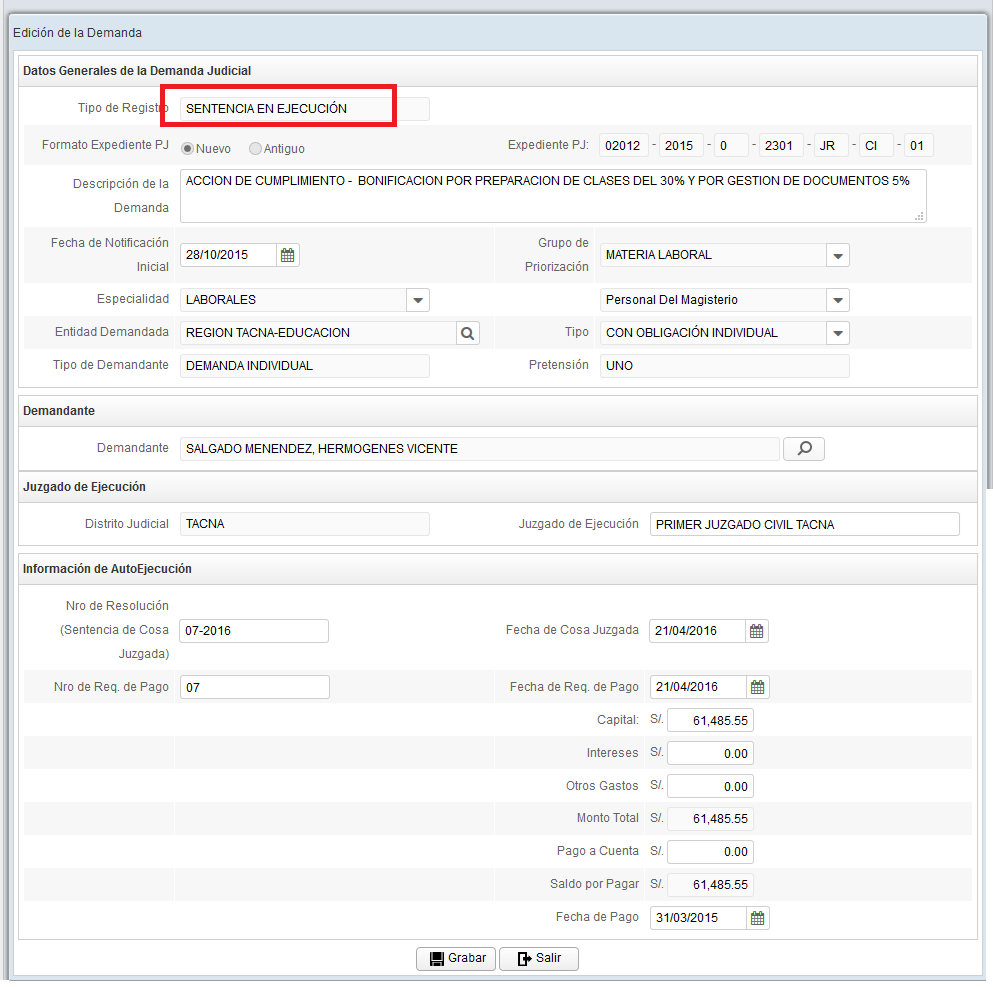 Edición de la Demanda
Datos Generales de la Demanda Judicial
Tipo de Registro SENTENCIA EN EJECUCIÓN
Formato Expediente PJ Nuevo Antiguo Expediente PJ: 02012 - 2015 - 0 - 2301 - JR - CI - 01
Descripción de la Demanda ACCION DE CUMPLIMIENTO - BONIFICACION POR PREPARACION DE CLASES DEL 30% Y POR GESTION DE DOCUMENTOS 5%
Fecha de Notificación Inicial 28/10/2015 Grupo de Priorización MATERIA LABORAL
Especialidad LABORALES Personal Del Magisterio
Entidad Demandada REGION TACNA-EDUCACION Tipo CON OBLIGACIÓN INDIVIDUAL
Tipo de Demandante DEMANDA INDIVIDUAL Pretensión UNO
Demandante
Demandante SALGADO MENENDEZ, HERMOGENES VICENTE
Juzgado de Ejecución
Distrito Judicial TACNA Juzgado de Ejecución PRIMER JUZGADO CIVIL TACNA
Información de AutoEjecución
Nro de Resolución (Sentencia de Cosa Juzgada) 07-2016 Fecha de Cosa Juzgada 21/04/2016
Nro de Req. de Pago 07 Fecha de Req. de Pago 21/04/2016
Capital: S/. 61,485.55
Intereses S/. 0.00
Otros Gastos S/. 0.00
Monto Total S/. 61,485.55
Pago a Cuenta S/. 0.00
Saldo por Pagar S/. 61,485.55
Fecha de Pago 31/03/2015
Grabar Salir